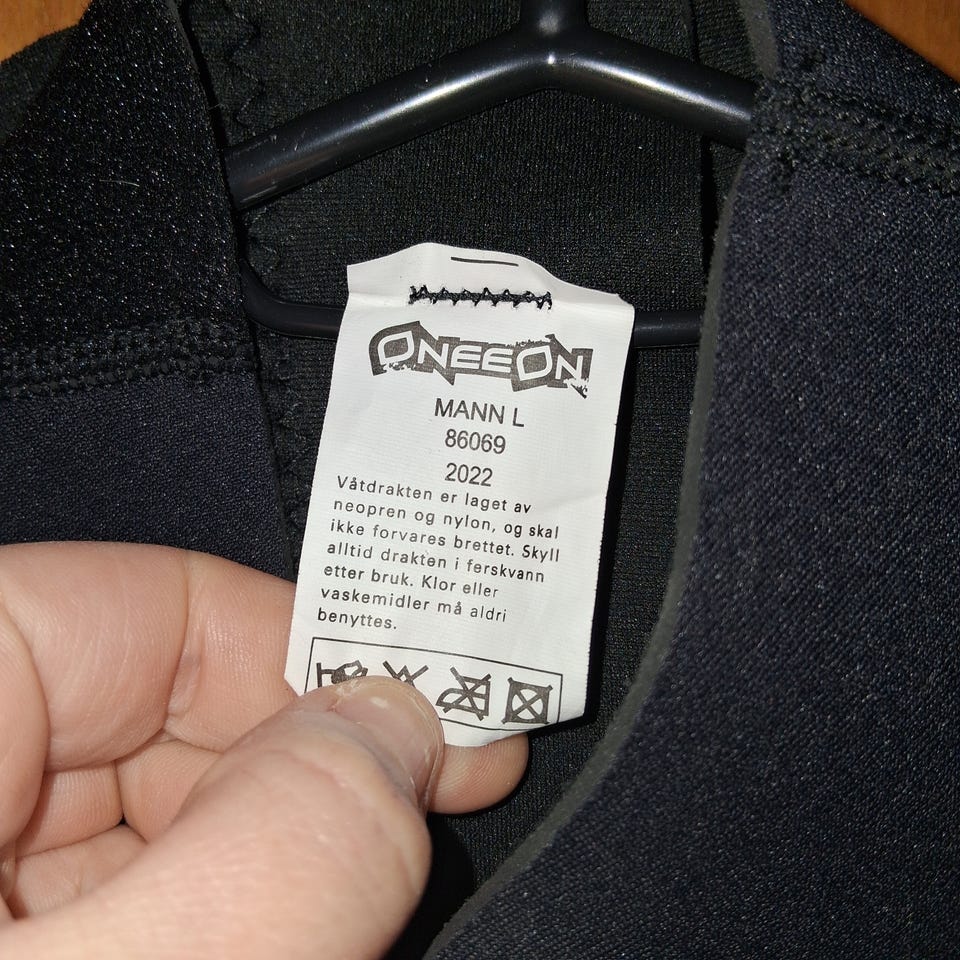 ONEEON
MANN L
86069
2022
Våtdrakten er laget av
neopren og nylon, og skal
ikke forvares brettet. Skyll
alltid drakten i ferskvann
etter bruk. Klor eller
vaskemidler må aldri
benyttes.